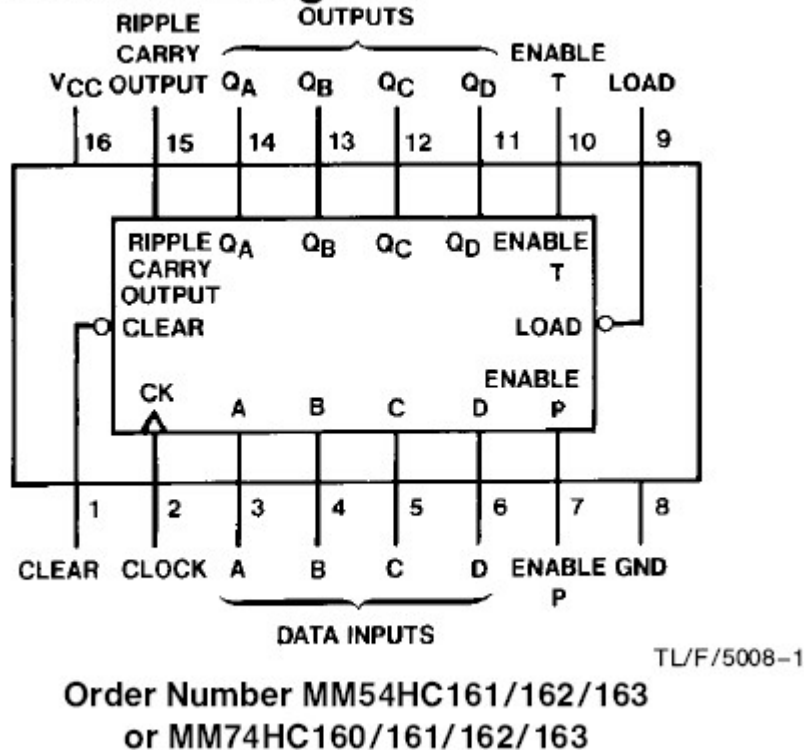 OUTPUTS
RIPPLE
CARRY
ENABLE
VCC OUTPUT QA QB QC QD T LOAD
16 15 14 13 12 11 10 9
RIPPLE QA QB QC QD ENABLE
CARRY T
OUTPUT
CLEAR LOAD
ENABLE
CK A B C D P
1 2 3 4 5 6 7 8
CLEAR CLOCK A B C D ENABLE GND
P
DATA INPUTS
TL/F/5008–1
Order Number MM54HC161/162/163
or MM74HC160/161/162/163